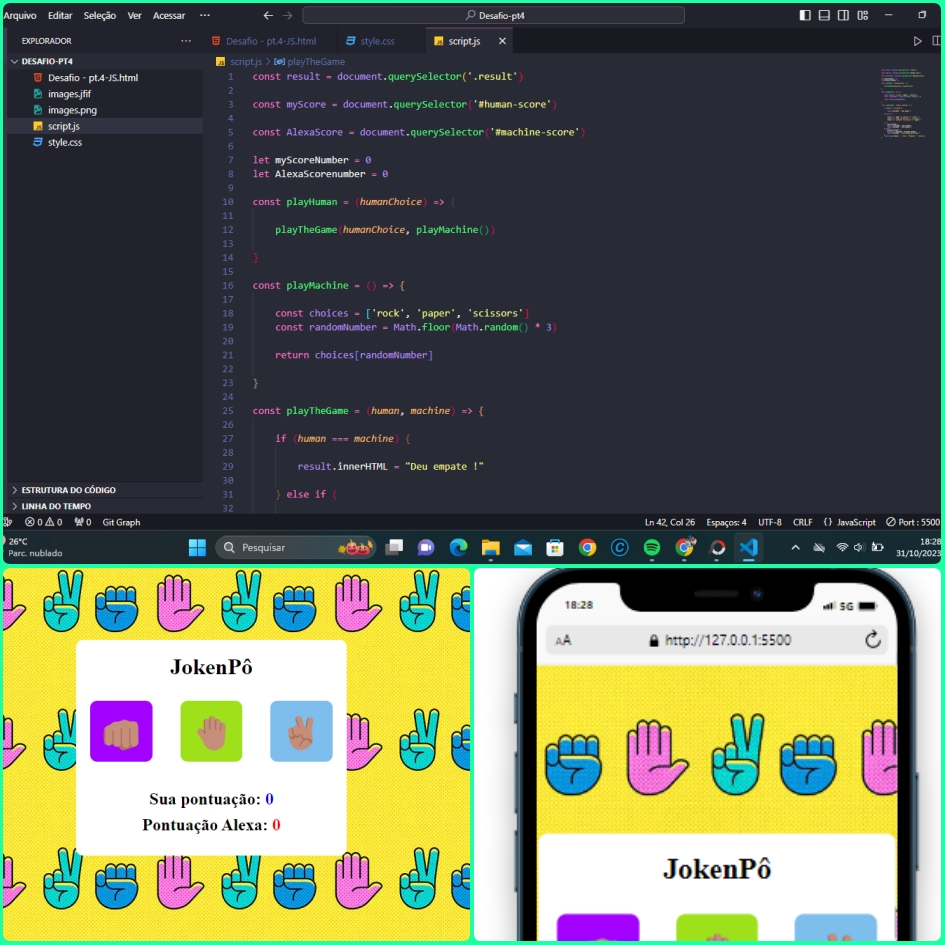 Arquivo Editar Seleção Ver Acessar ··· Desafio-pt4
EXPLORADOR ···
DESAFIO-PT4
Desafio - pt.4-JS.html
images.jfif
images.png
script.js
style.css
ESTRUTURA DO CÓDIGO
LINHA DO TEMPO
Desafio - pt.4-JS.html style.css script.js
script.js > playTheGame
1 const result = document.querySelector('.result')
2
3 const myScore = document.querySelector('#human-score')
4
5 const AlexaScore = document.querySelector('#machine-score')
6
7 let myScoreNumber = 0
8 let AlexaScorenumber = 0
9
10 const playHuman = (humanChoice) => {
11
12 playTheGame(humanChoice, playMachine())
13
14 }
15
16 const playMachine = () => {
17
18 const choices = ['rock', 'paper', 'scissors']
19 const randomNumber = Math.floor(Math.random() * 3)
20
21 return choices[randomNumber]
22
23 }
24
25 const playTheGame = (human, machine) => {
26
27 if (human === machine) {
28
29 result.innerHTML = "Deu empate !"
30
31 } else if (
32
0 0 0 Git Graph Ln 42, Col 26 Espaços: 4 UTF-8 CRLF {} JavaScript Port : 5500
26°C
Parc. nublado
Pesquisar
18:28
31/10/2023
JokenPô
Sua pontuação: 0
Pontuação Alexa: 0
18:28 5G
AA http://127.0.0.1:5500
JokenPô